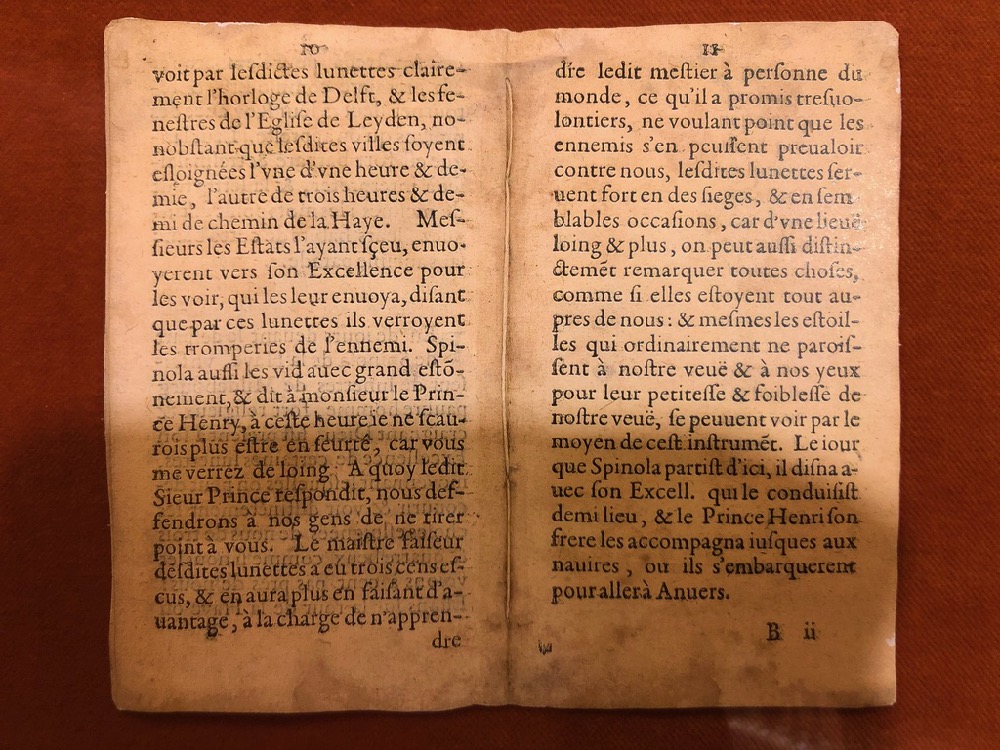 10
voit par leſdictes lunettes claire-
ment l'horloge de Delft, & les fe-
neſtres de l'Egliſe de Leyden, no-
nobſtant que leſdites villes ſoyent
eſloignées l'vne d'vne heure & de-
mie, l'autre de trois heures & de-
mi de chemin de la Haye. Meſ-
ſieurs les Eſtats l'ayant ſçeu, enuo-
yerent vers ſon Excellence pour
les voir, qui les leur enuoya, diſant
que par ces lunettes ils verroyent
les tromperies de l'ennemi. Spi-
nola auſſi les vid auec grand eſtõ-
nement, & dit à monſieur le Prin-
ce Henry, à ceſte heure ie ne ſcau-
rois plus eſtre en ſeurté, car vous
me verrez de loing. A quoy ledit
Sieur Prince reſpondit, nous deſ-
fendrons à nos gens de ne tirer
point à vous. Le maiſtre faiſeur
deſdites lunettes a eu trois cens eſ-
cus, & en aura plus en faiſant d'a-
uantage, à la charge de n'appren-
dre
11
dre ledit meſtier à perſonne du
monde, ce qu'il a promis treſuo-
lontiers, ne voulant point que les
ennemis s'en peuſſent preualoir
contre nous, leſdites lunettes ſer-
uent fort en des ſieges, & en ſem
blables occaſions, car d'vne lieuë
loing & plus, on peut auſſi diſtin-
ctemēt remarquer toutes choſes,
comme ſi elles eſtoyent tout au-
pres de nous: & meſmes les eſtoil-
les qui ordinairement ne paroiſ-
ſent à noſtre veuë & à nos yeux
pour leur petiteſſe & foibleſſe de
noſtre veuë, ſe peuuent voir par le
moyen de ceſt inſtrumēt. Le iour
que Spinola partiſt d'ici, il diſna a-
uec ſon Excell. qui le conduiſiſt
demi lieu, & le Prince Henri ſon
frere les accompagna iuſques aux
nauires, ou ils s'embarquerent
pour aller à Anuers.
B ii